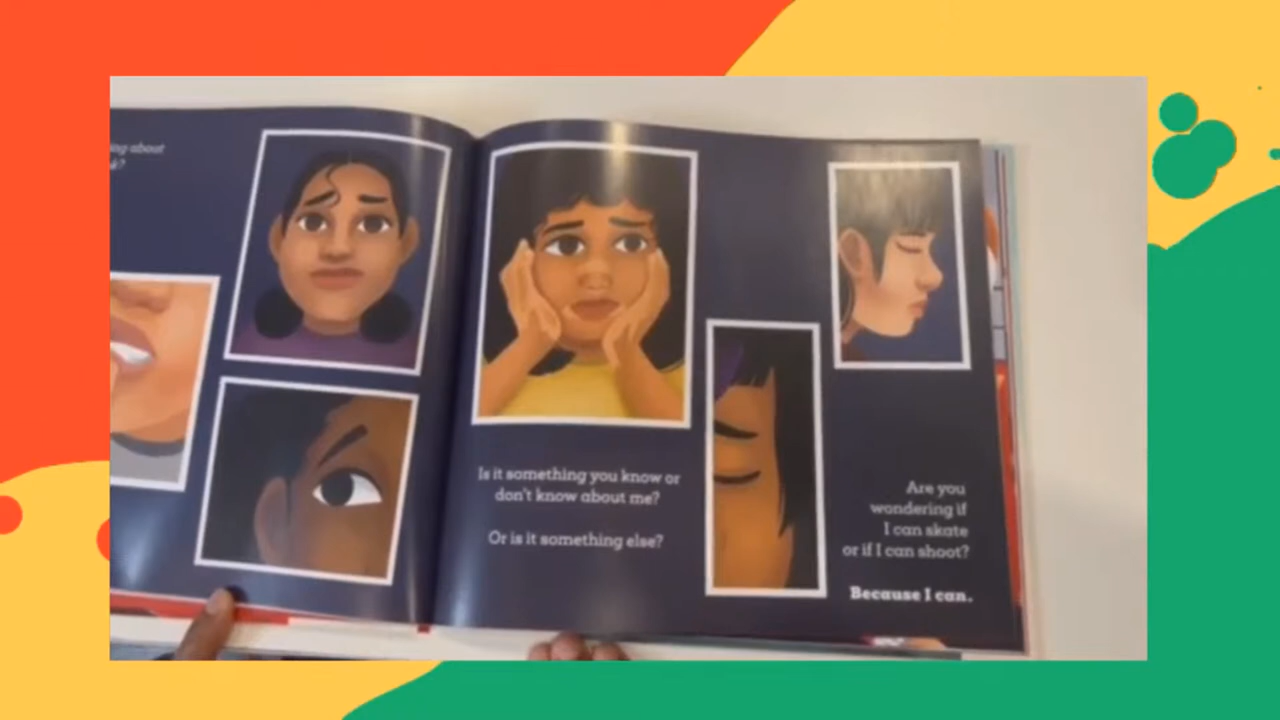 about
Is it something you know or
don't know about me?
Or is it something else?
Are you
wondering if
I can skate
or if I can shoot?
Because I can.